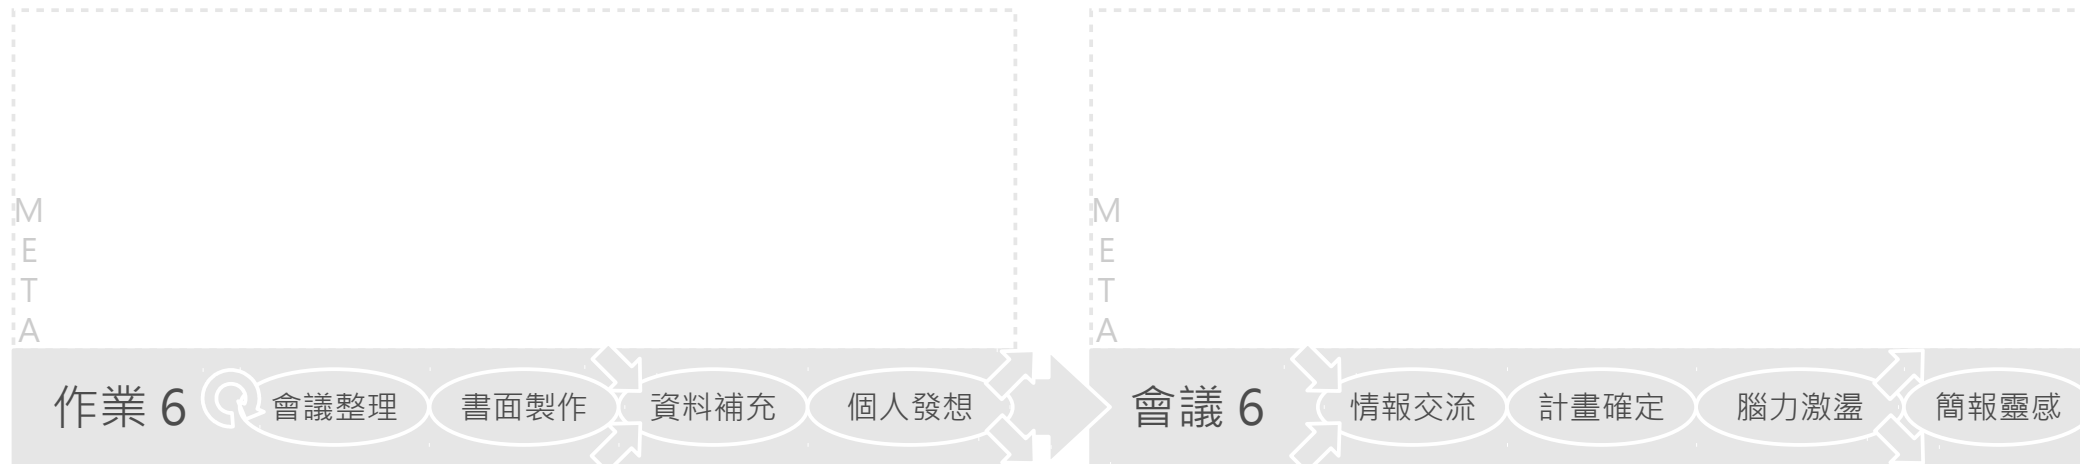 META
META
作業 6
會議整理
書面製作
資料補充
個人發想
會議 6
情報交流
計畫確定
腦力激盪
簡報靈感